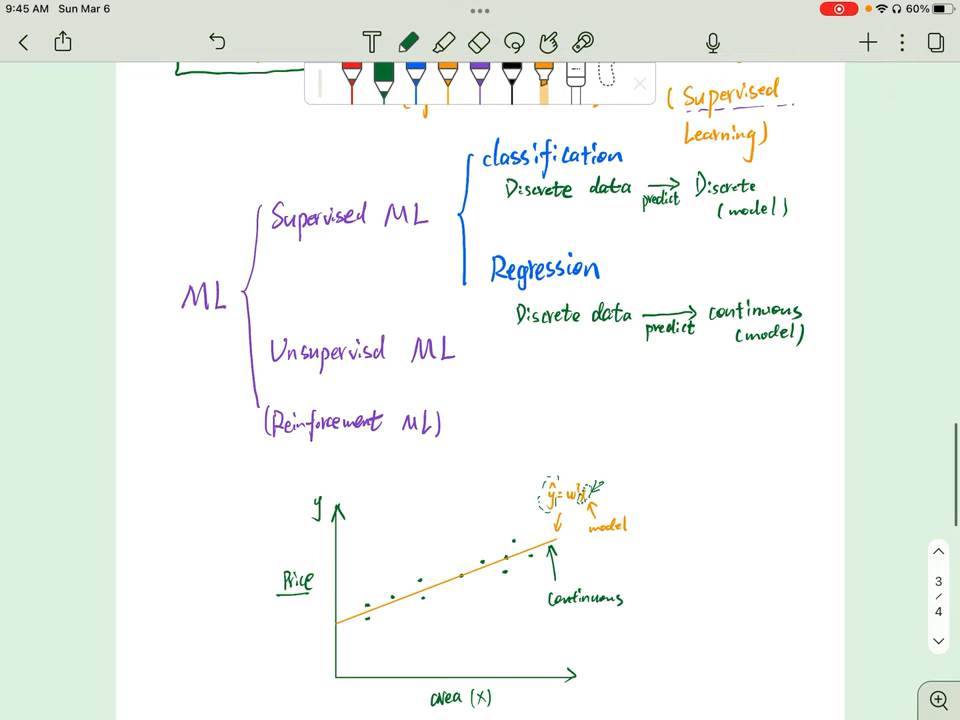 9:45 AM Sun Mar 6
60%
(Supervised
Learning)
classification
Discrete data predict Discrete
(model)
Supervised ML
Regression
ML
Discrete data predict continuous
(model)
Unsupervisd ML
(Reinforcement ML)
y
ŷ = wᵀx
model
Price
continuous
area (x)
3
/
4